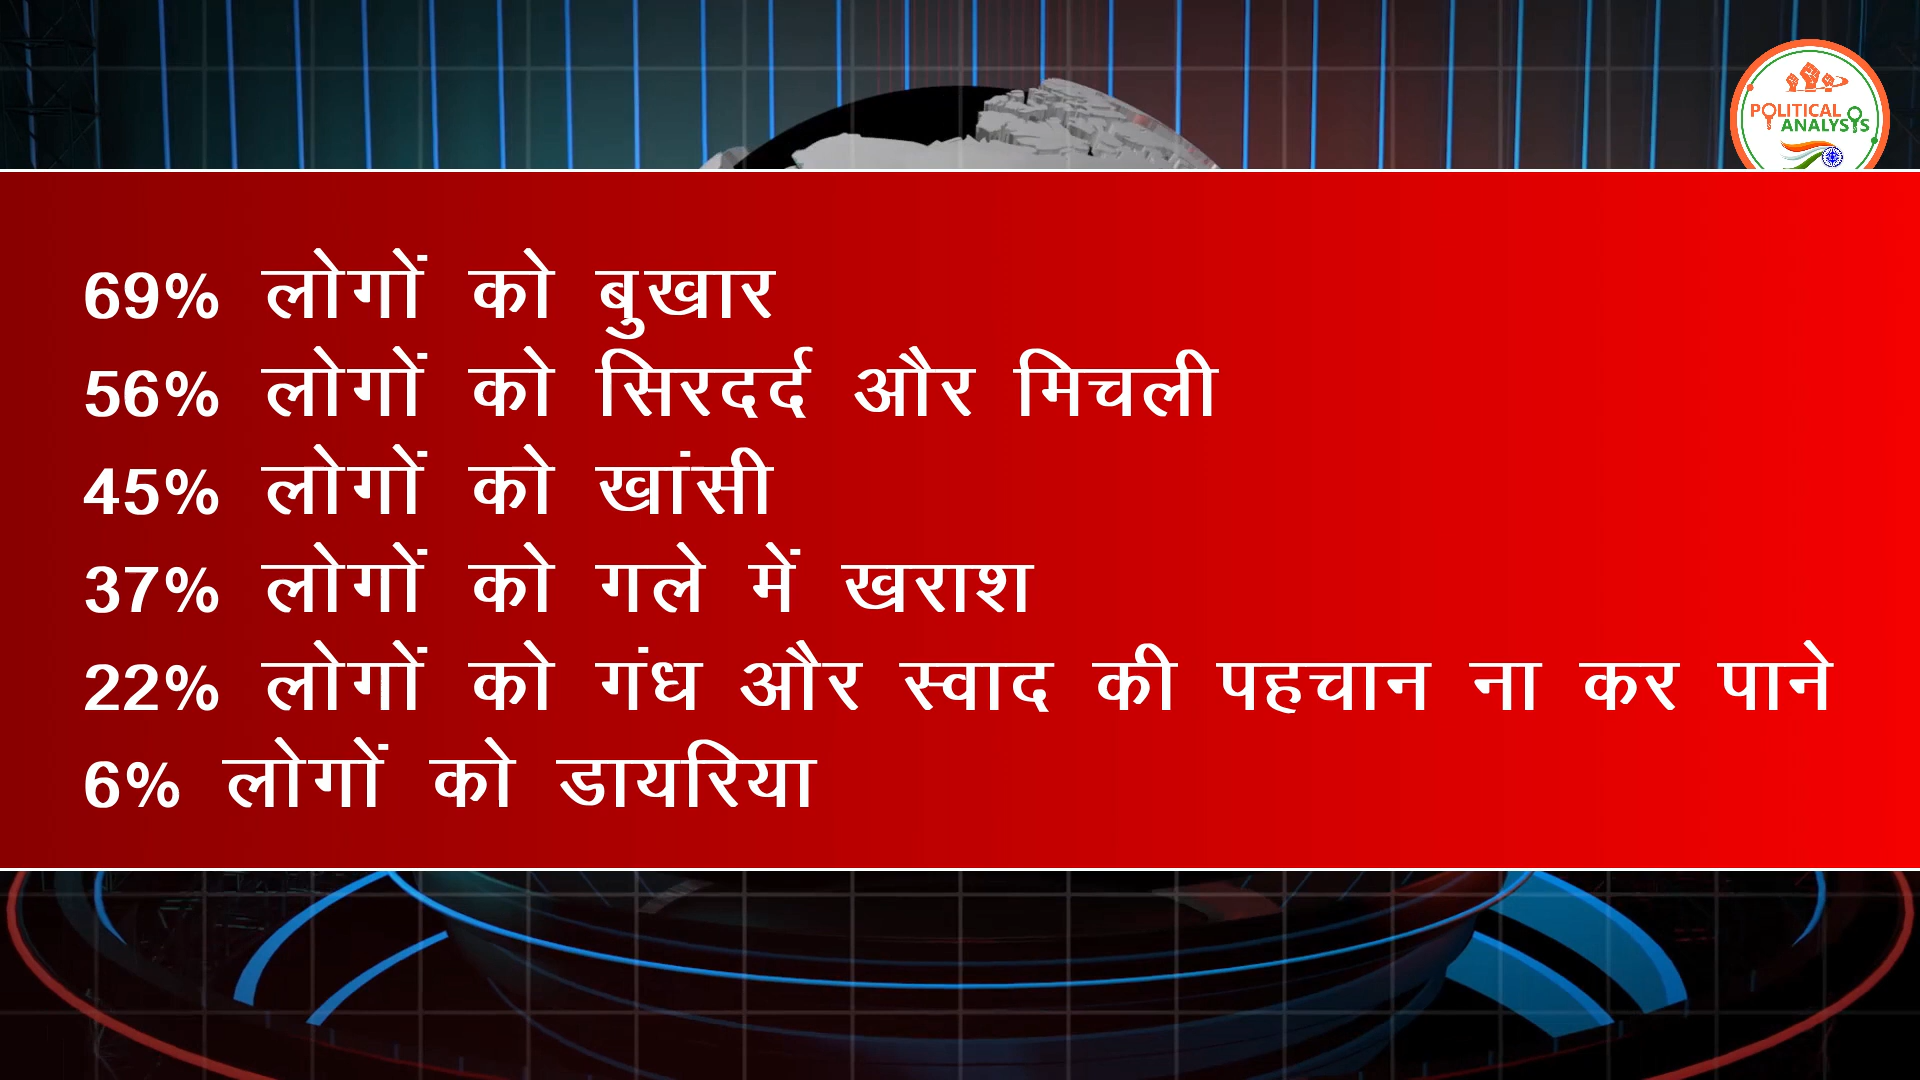 POLITICAL
ANALYSIS
69% लोगों को बुखार
56% लोगों को सिरदर्द और मिचली
45% लोगों को खांसी
37% लोगों को गले में खराश
22% लोगों को गंध और स्वाद की पहचान ना कर पाने
6% लोगों को डायरिया